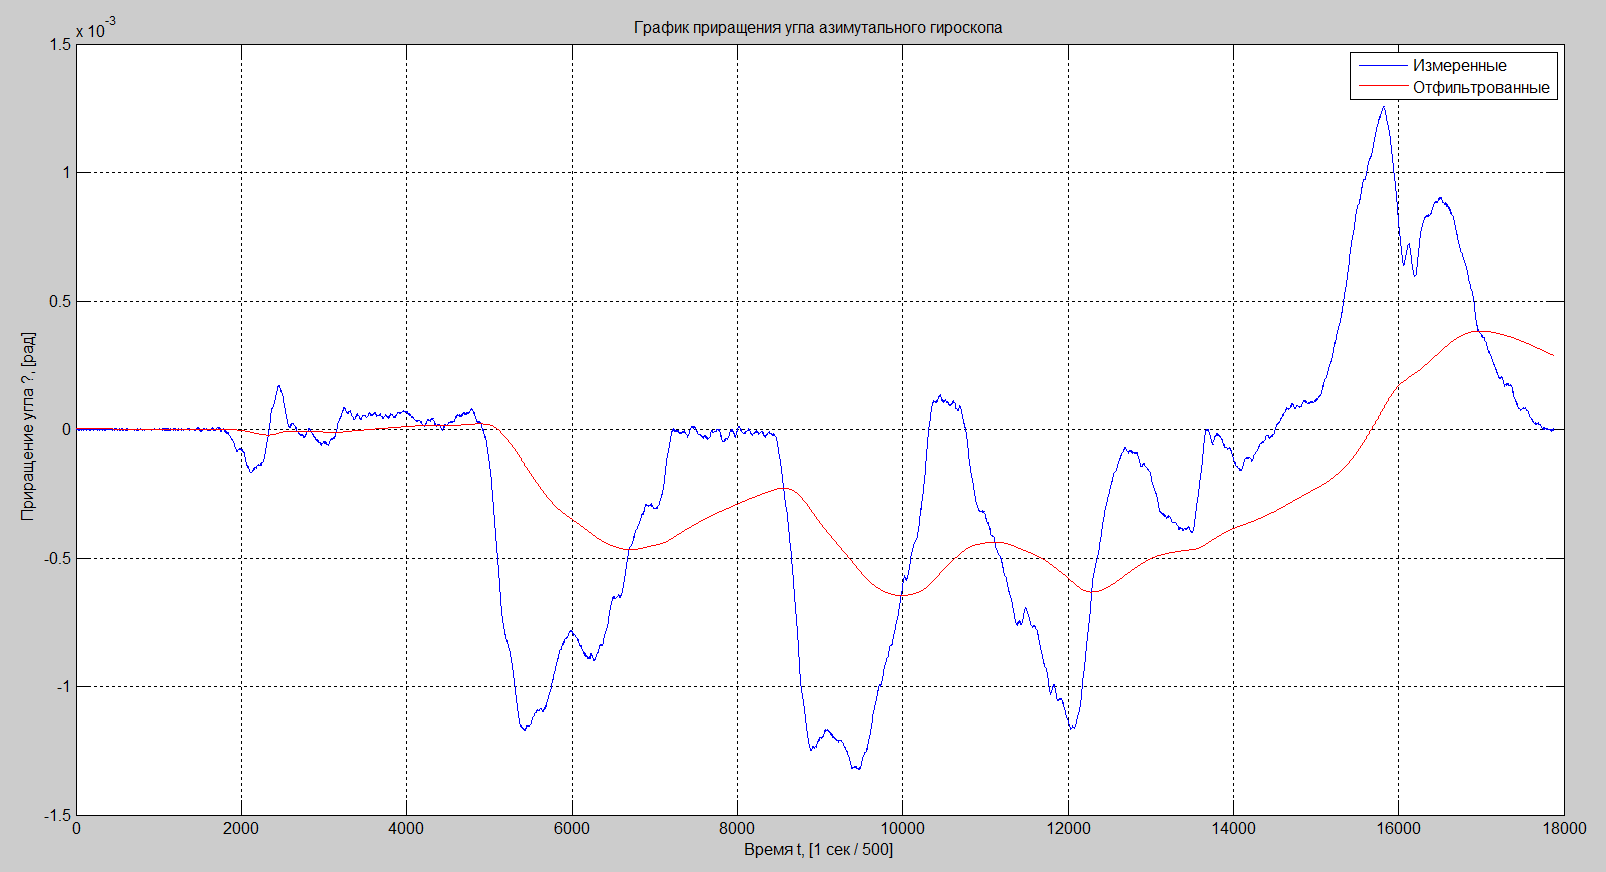 График приращения угла азимутального гироскопа
x 10-3
1.5
1
0.5
0
-0.5
-1
-1.5
Приращение угла ?, [рад]
Измеренные
Отфильтрованные
0 2000 4000 6000 8000 10000 12000 14000 16000 18000
Время t, [1 сек / 500]